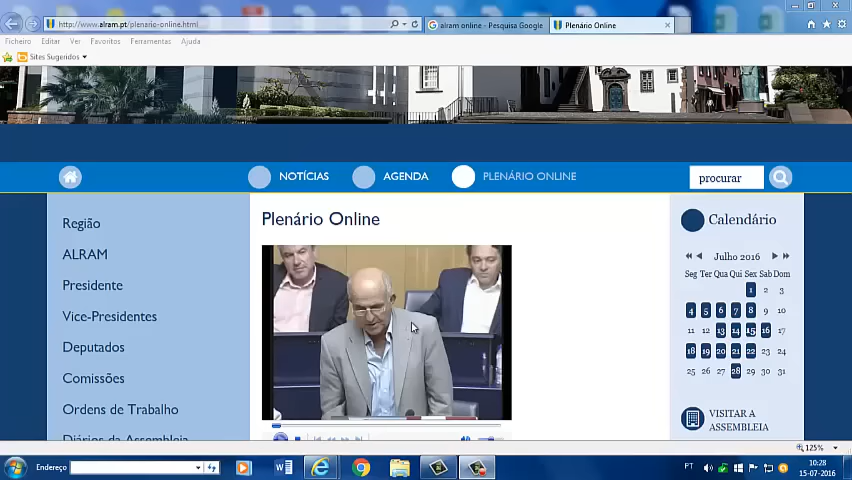 http://www.alram.pt/plenario-online.html
alram online - Pesquisa Google
Plenário Online
Ficheiro Editar Ver Favoritos Ferramentas Ajuda
Sites Sugeridos
NOTÍCIAS
AGENDA
PLENÁRIO ONLINE
procurar
Região
ALRAM
Presidente
Vice-Presidentes
Deputados
Comissões
Ordens de Trabalho
Diários da Assembleia
Plenário Online
Calendário
Julho 2016
Seg Ter Qua Qui Sex Sab Dom
1 2 3
4 5 6 7 8 9 10
11 12 13 14 15 16 17
18 19 20 21 22 23 24
25 26 27 28 29 30 31
VISITAR A
ASSEMBLEIA
125%
Endereço
PT
10:28
15-07-2016